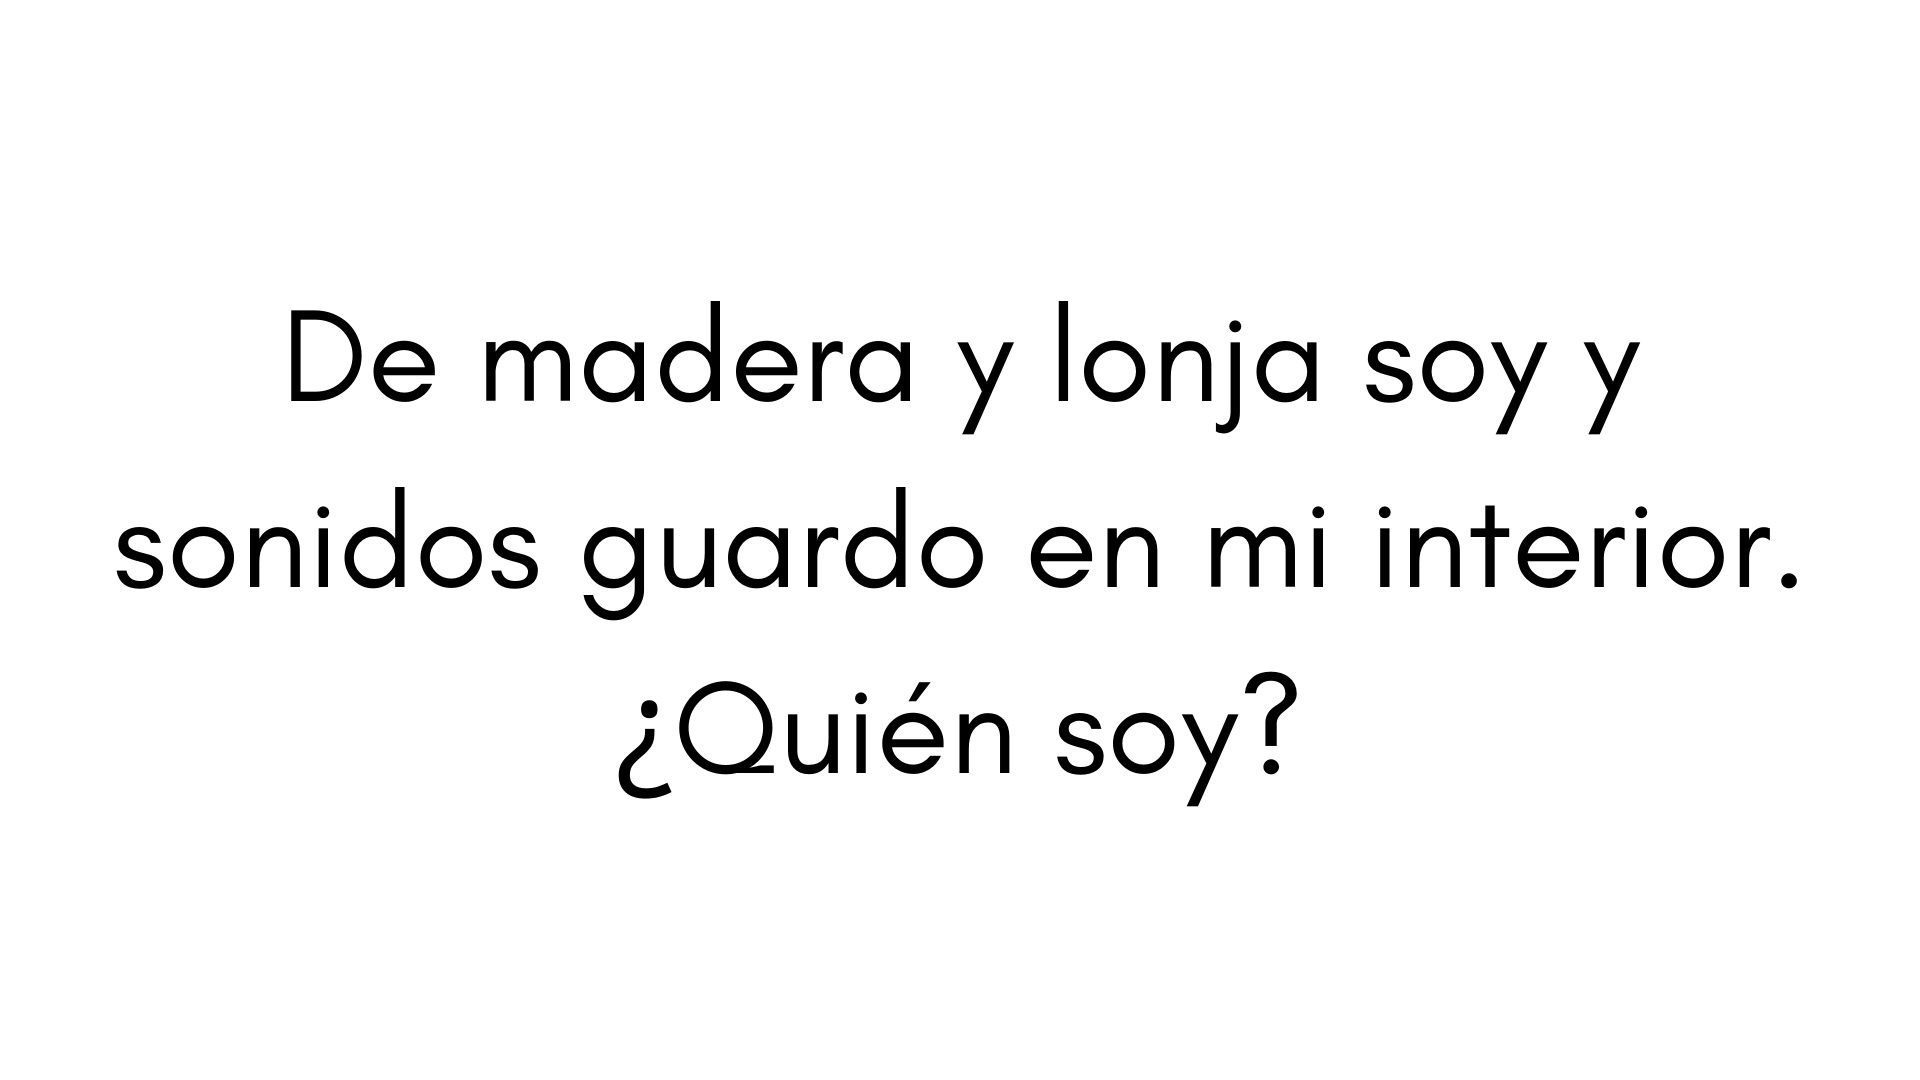 De madera y lonja soy y
sonidos guardo en mi interior.
¿Quién soy?